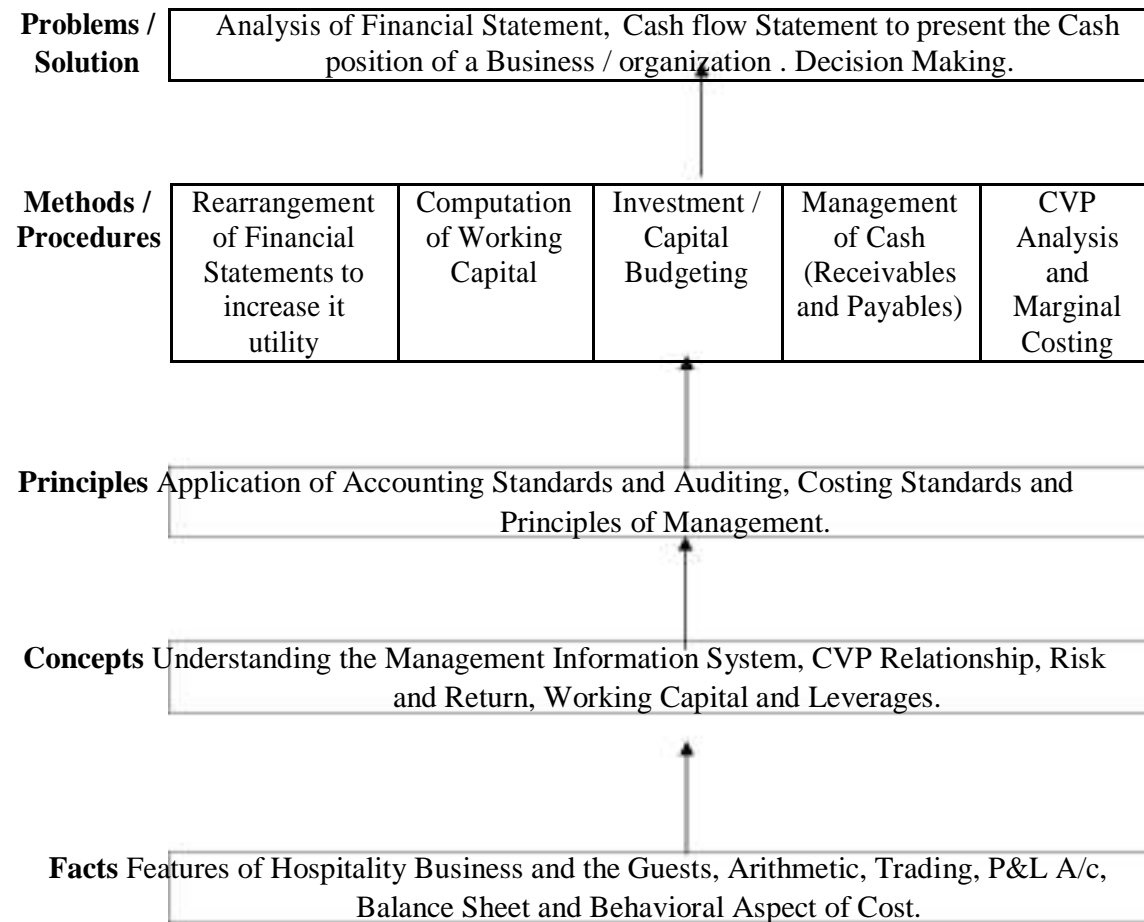 Problems /
Solution
Analysis of Financial Statement, Cash flow Statement to present the Cash
position of a Business / organization . Decision Making.
Methods /
Procedures
Rearrangement
of Financial
Statements to
increase it
utility
Computation
of Working
Capital
Investment /
Capital
Budgeting
Management
of Cash
(Receivables
and Payables)
CVP
Analysis
and
Marginal
Costing
Principles Application of Accounting Standards and Auditing, Costing Standards and
Principles of Management.
Concepts Understanding the Management Information System, CVP Relationship, Risk
and Return, Working Capital and Leverages.
Facts Features of Hospitality Business and the Guests, Arithmetic, Trading, P&L A/c,
Balance Sheet and Behavioral Aspect of Cost.